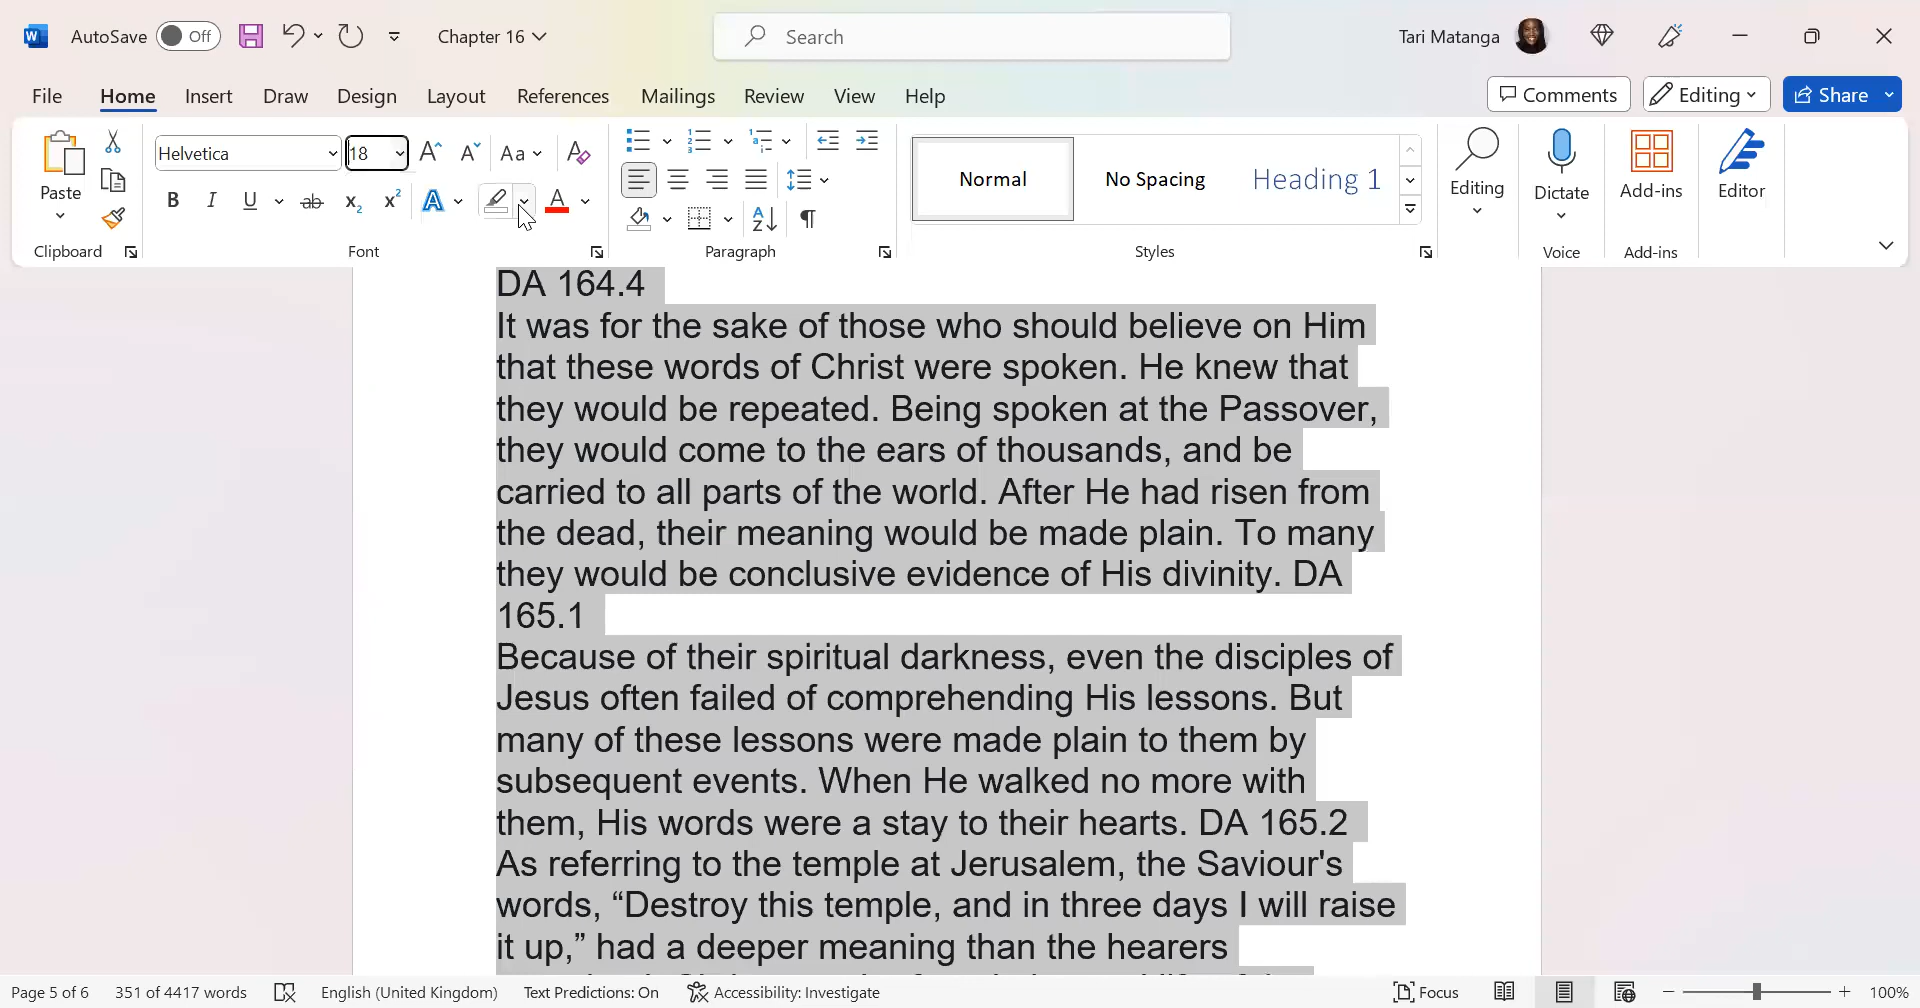 AutoSave Off Chapter 16 Search Tari Matanga
File Home Insert Draw Design Layout References Mailings Review View Help Comments Editing Share
Helvetica 18 Aa
Paste B I U ab x₂ x² A A Normal No Spacing Heading 1 Editing Dictate Add-ins Editor
Clipboard Font Paragraph Styles Voice Add-ins
DA 164.4
It was for the sake of those who should believe on Him
that these words of Christ were spoken. He knew that
they would be repeated. Being spoken at the Passover,
they would come to the ears of thousands, and be
carried to all parts of the world. After He had risen from
the dead, their meaning would be made plain. To many
they would be conclusive evidence of His divinity. DA
165.1
Because of their spiritual darkness, even the disciples of
Jesus often failed of comprehending His lessons. But
many of these lessons were made plain to them by
subsequent events. When He walked no more with
them, His words were a stay to their hearts. DA 165.2
As referring to the temple at Jerusalem, the Saviour's
words, “Destroy this temple, and in three days I will raise
it up,” had a deeper meaning than the hearers
Page 5 of 6 351 of 4417 words English (United Kingdom) Text Predictions: On Accessibility: Investigate Focus 100%